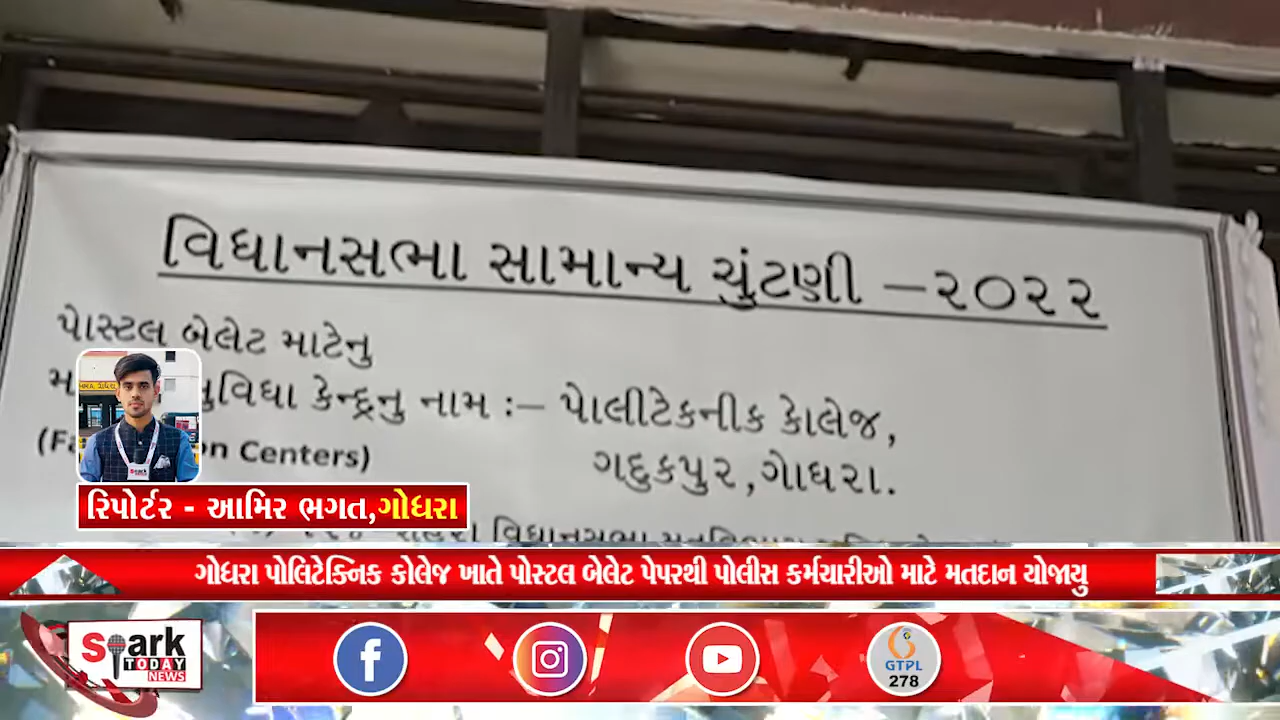 વિધાનસભા સામાન્ય ચુંટણી –૨૦૨૨
પોસ્ટલ બેલેટ માટેનુ
સુવિધા કેન્દ્રનુ નામ :– પોલીટેકનીક કોલેજ,
Centers)
ગદુકપુર,ગોધરા.
વિધાનસભા
રિપોર્ટર - આમિર ભગત,ગોધરા
ગોધરા પોલિટેક્નિક કોલેજ ખાતે પોસ્ટલ બેલેટ પેપરથી પોલીસ કર્મચારીઓ માટે મતદાન યોજાયુ
Spark
TODAY
NEWS
GTPL
278